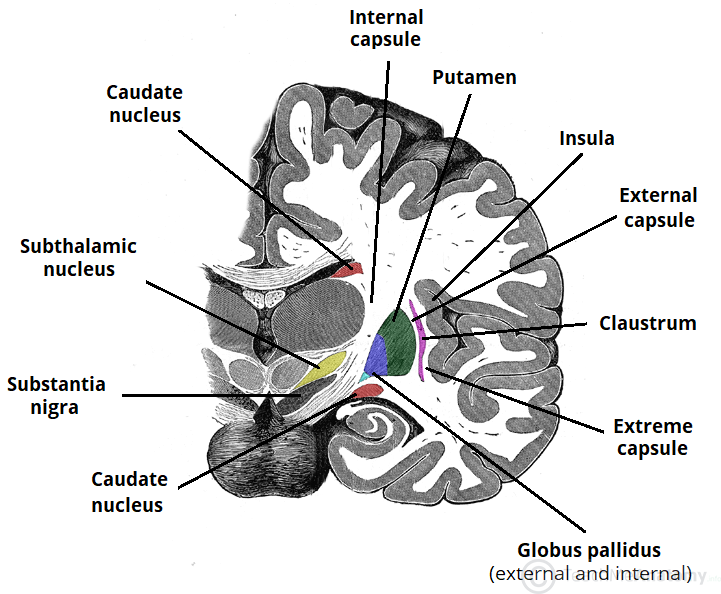 Internal
capsule
Putamen
Caudate
nucleus
Insula
External
capsule
Subthalamic
nucleus
Claustrum
Substantia
nigra
Extreme
capsule
Caudate
nucleus
Globus pallidus
(external and internal)